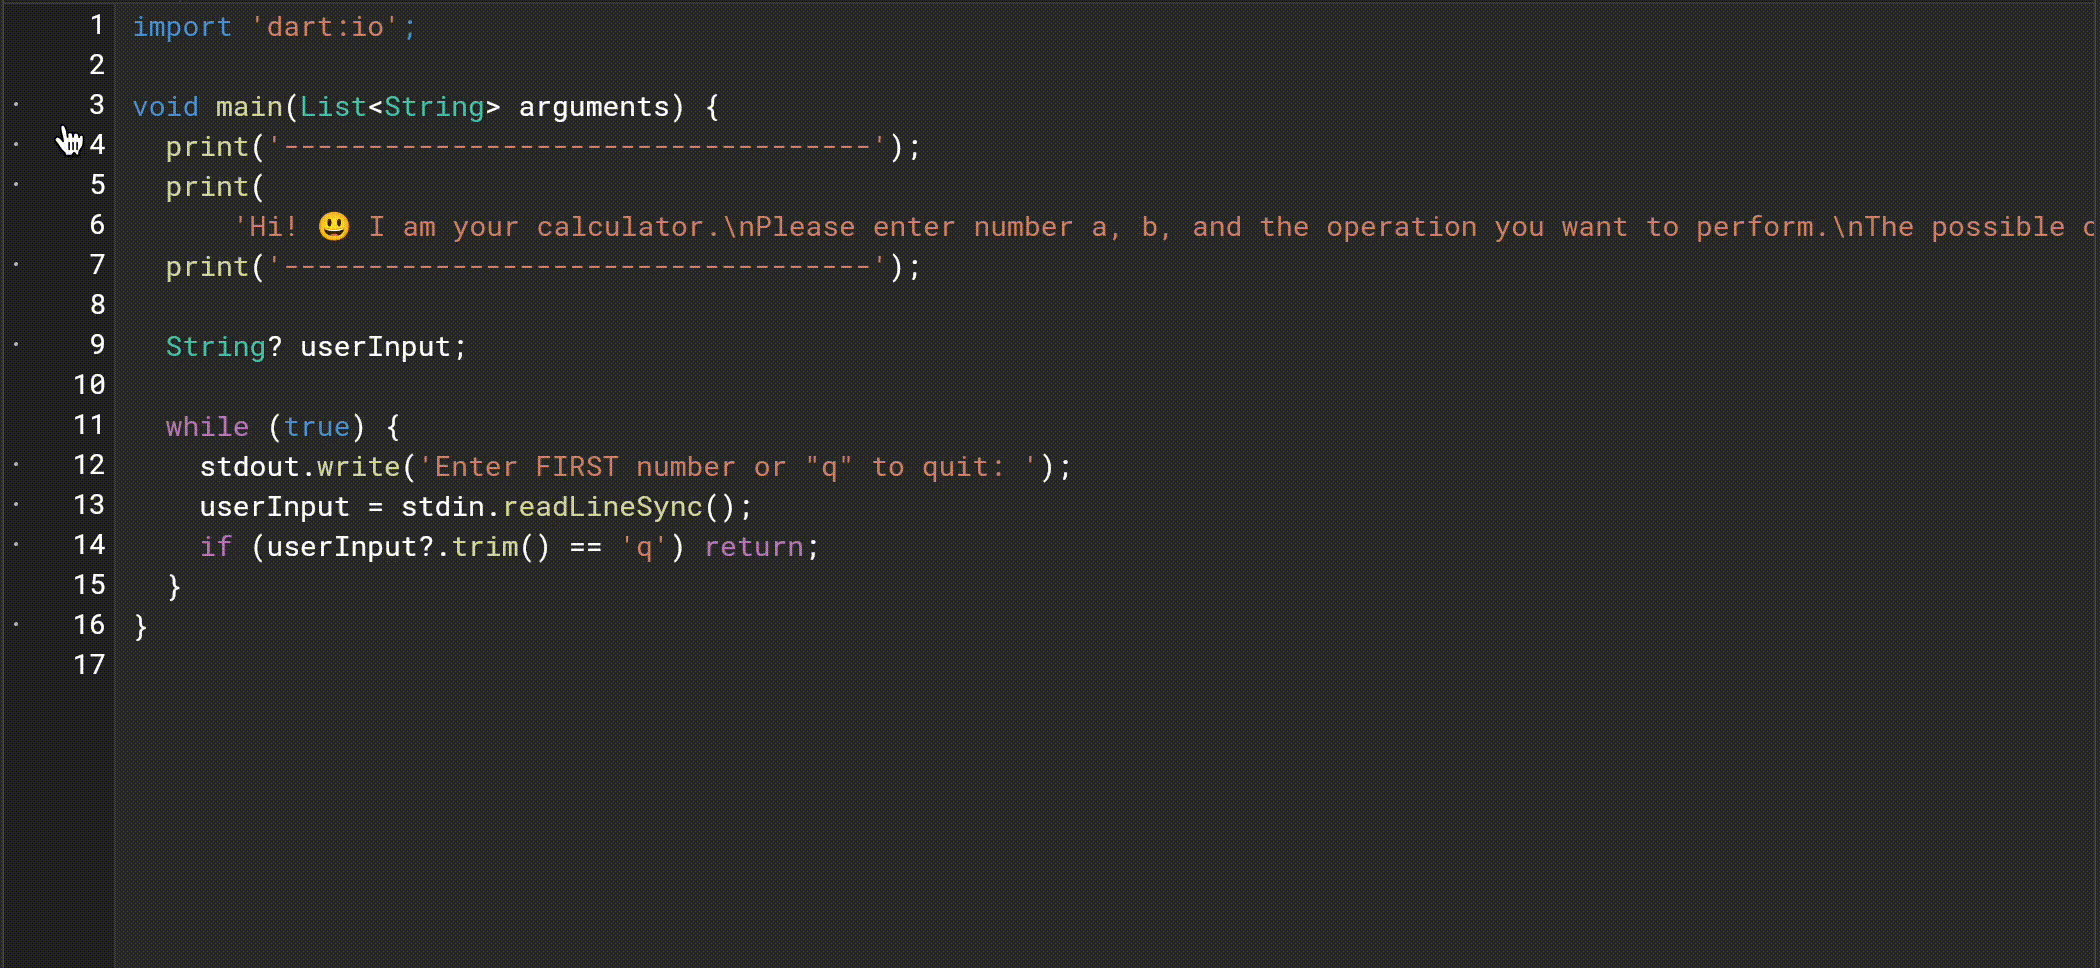 1 import 'dart:io';
2
3 void main(List<String> arguments) {
4   print('-----------------------------------');
5   print(
6       'Hi! 😃 I am your calculator.\nPlease enter number a, b, and the operation you want to perform.\nThe possible
7   print('-----------------------------------');
8
9   String? userInput;
10
11   while (true) {
12     stdout.write('Enter FIRST number or "q" to quit: ');
13     userInput = stdin.readLineSync();
14     if (userInput?.trim() == 'q') return;
15   }
16 }
17